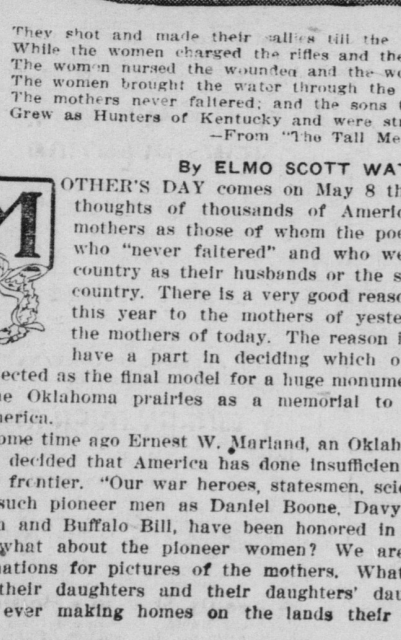 They shot and made their sallies till the
While the women charged the rifles and the
The women nursed the wounded and the wo
The women brought the water through the
The mothers never faltered; and the sons t
Grew as Hunters of Kentucky and were str
—From "The Tall Me
By ELMO SCOTT WAT
MOTHER'S DAY comes on May 8 th
thoughts of thousands of Americ
mothers as those of whom the poe
who "never faltered" and who we
country as their husbands or the s
country. There is a very good reaso
this year to the mothers of yeste
the mothers of today. The reason i
have a part in deciding which o
ected as the final model for a huge monume
e Oklahoma prairies as a memorial to
merica.
ome time ago Ernest W. Marland, an Oklah
decided that America has done insufficien
frontier. "Our war heroes, statesmen, scie
such pioneer men as Daniel Boone, Davy
n and Buffalo Bill, have been honored in
what about the pioneer women? We are
nations for pictures of the mothers. What
their daughters and their daughters' dau
ever making homes on the lands their